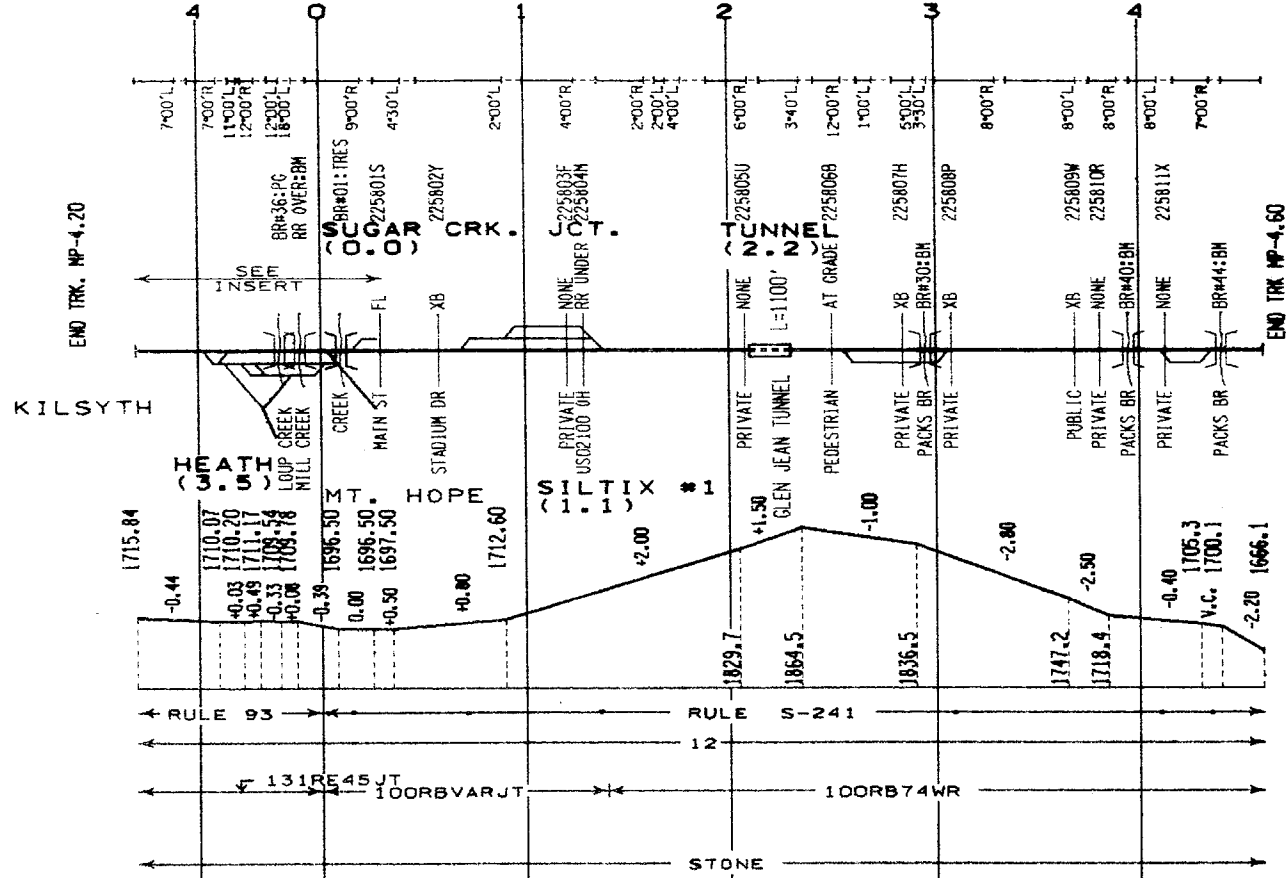 4 0 1 2 3 4
7°00'L
7°00'R
11°00'L
12°00'R
12°00'L
18°00'L
9°00'R
4°30'L
2°00'L
4°00'R
2°00'R
2°00'L
4°00'L
6°00'R
3°40'L
12°00'R
1°00'L
5°00'L
3°30'L
8°00'R
8°00'L
8°00'R
8°00'L
7°00'R
END TRK. MP-4.20
BR#36:PG
RR OVER:BM
BR#01:TRES
225801S
225802Y
225803F
225804M
225805U
225806B
225807H
225808P
225809W
225810R
225811X
END TRK MP-4.60
SUGAR CRK. JCT.
(0.0)
TUNNEL
(2.2)
SEE
INSERT
FL
XB
NONE
RR UNDER
NONE
L=1100'
AT GRADE
XB
BR#30:BM
XB
XB
NONE
BR#40:BM
NONE
BR#44:BM
KILSYTH
LOUP CREEK
MILL CREEK
CREEK
MAIN ST
STADIUM DR
PRIVATE
USO2100 OH
PRIVATE
GLEN JEAN TUNNEL
PEDESTRIAN
PRIVATE
PACKS BR
PRIVATE
PUBLIC
PRIVATE
PACKS BR
PRIVATE
PACKS BR
HEATH
(3.5)
MT. HOPE
SILTIX #1
(1.1)
1715.84
1710.07
1710.20
1711.17
1709.54
1709.78
1696.50
1696.50
1697.50
1712.60
1829.7
1864.5
1836.5
1747.2
1718.4
1705.3
1700.1
1666.1
-0.44
+0.03
+0.49
-0.33
+0.08
-0.39
0.00
+0.50
+0.80
+2.00
+1.50
-1.00
-2.80
-2.50
-0.40
V.C.
-2.20
RULE 93
RULE S-241
12
131RE45JT
100RBVARJT
100RB74WR
STONE